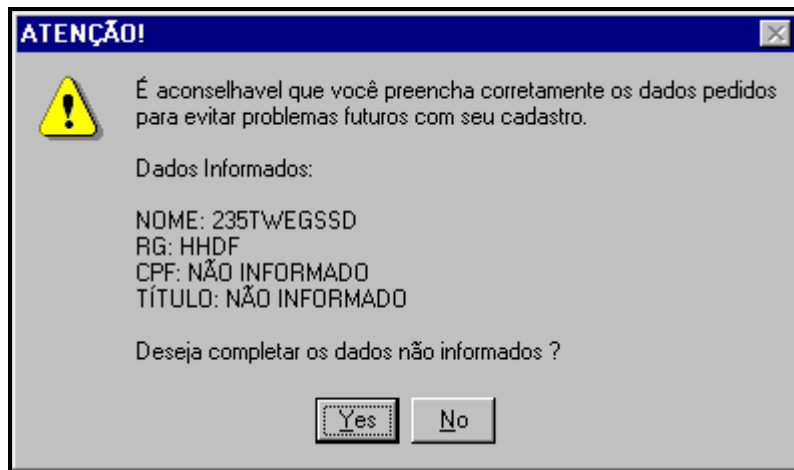 ATENÇÃO!
É aconselhavel que você preencha corretamente os dados pedidos
para evitar problemas futuros com seu cadastro.
Dados Informados:
NOME: 235TWEGSSD
RG: HHDF
CPF: NÃO INFORMADO
TÍTULO: NÃO INFORMADO
Deseja completar os dados não informados ?
Yes No